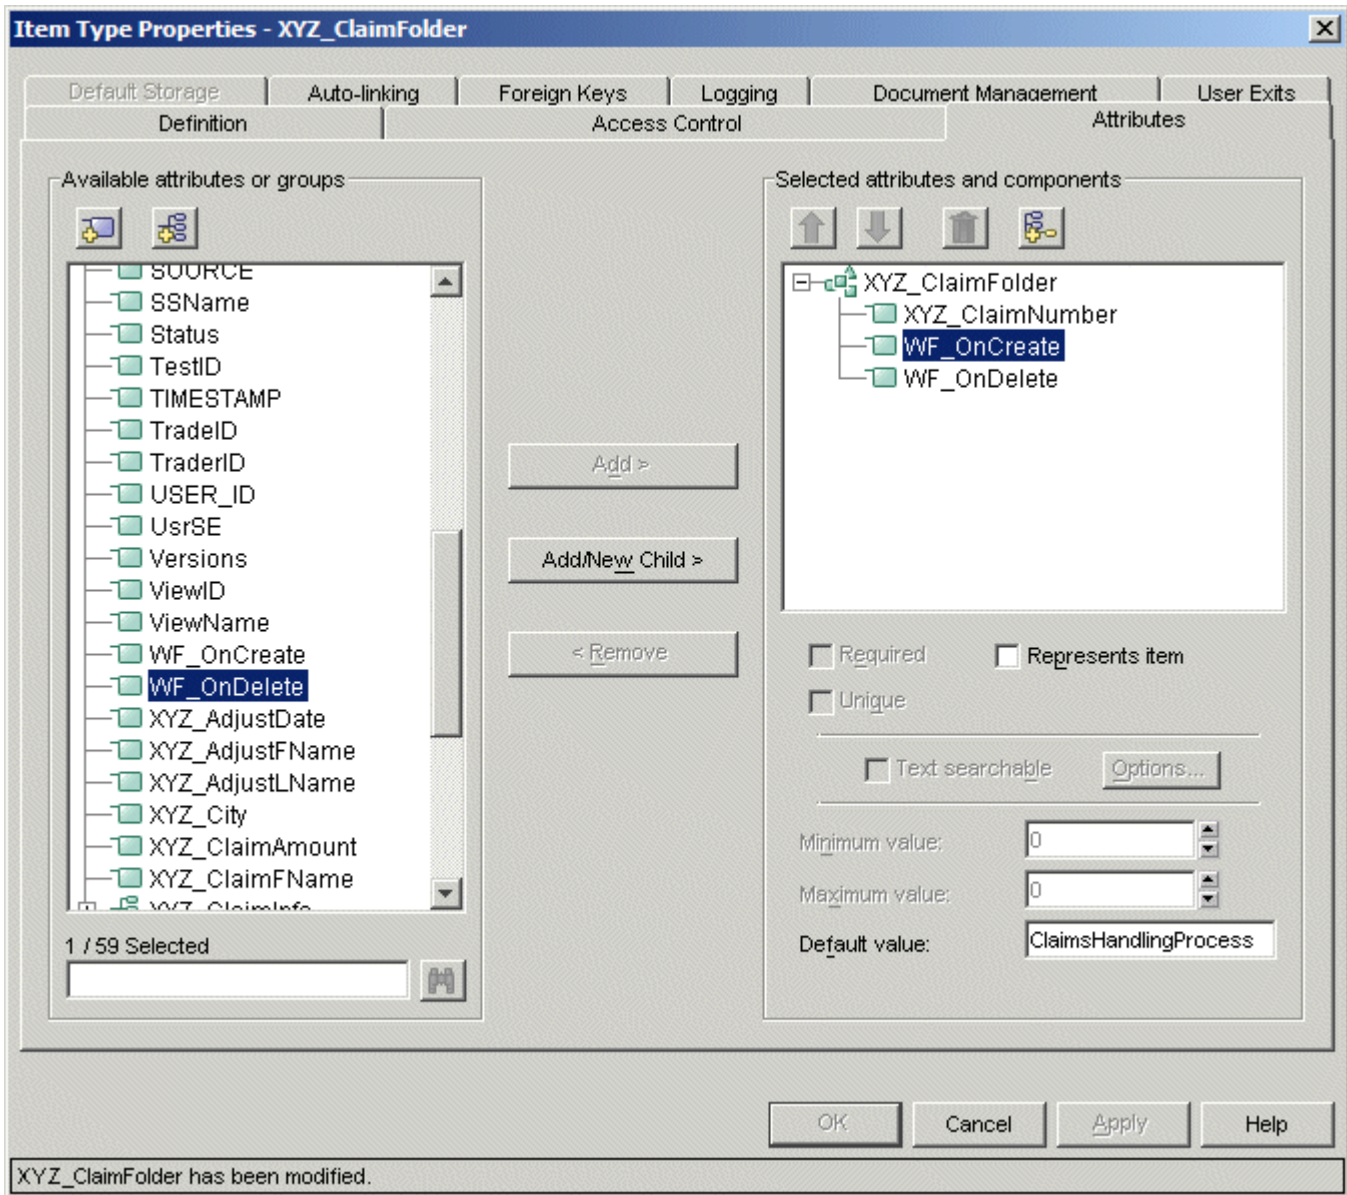 Item Type Properties - XYZ_ClaimFolder
Default Storage
Auto-linking
Foreign Keys
Logging
Document Management
User Exits
Definition
Access Control
Attributes
Available attributes or groups
SOURCE
SSName
Status
TestID
TIMESTAMP
TradeID
TraderID
USER_ID
UsrSE
Versions
ViewID
ViewName
WF_OnCreate
WF_OnDelete
XYZ_AdjustDate
XYZ_AdjustFName
XYZ_AdjustLName
XYZ_City
XYZ_ClaimAmount
XYZ_ClaimFName
XYZ_ClaimInfo
1 / 59 Selected
Add >
Add/New Child >
< Remove
Selected attributes and components
XYZ_ClaimFolder
XYZ_ClaimNumber
WF_OnCreate
WF_OnDelete
Required
Represents item
Unique
Text searchable
Options...
Minimum value:
0
Maximum value:
0
Default value:
ClaimsHandlingProcess
OK
Cancel
Apply
Help
XYZ_ClaimFolder has been modified.